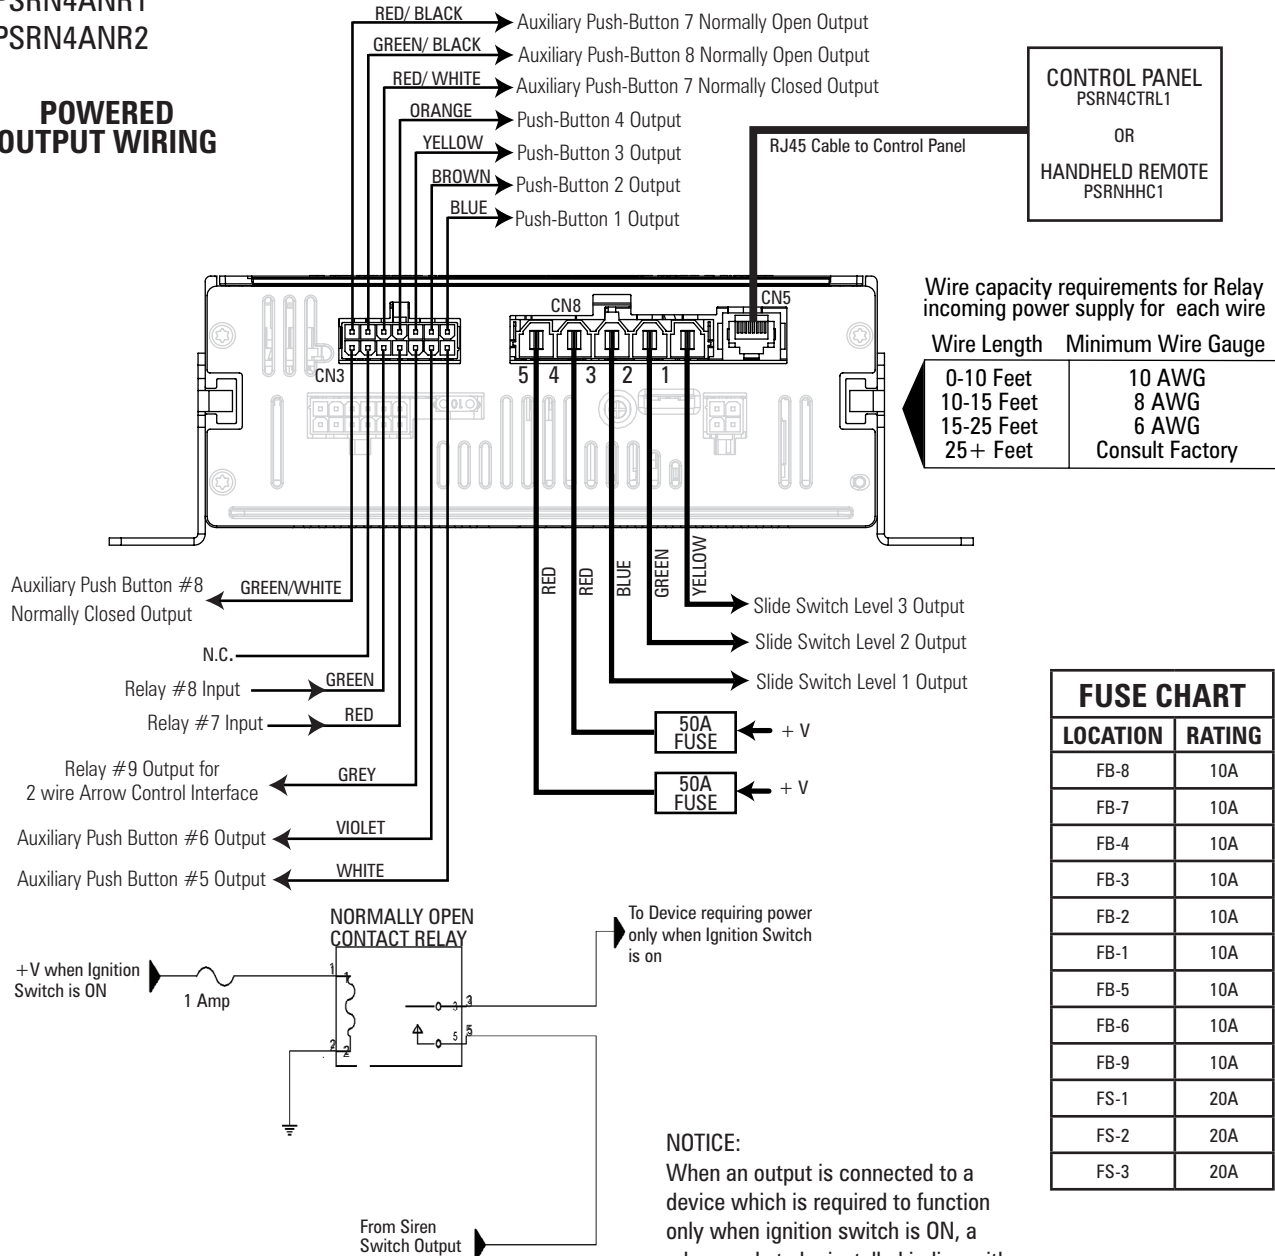 PSRN4ANR2
POWERED
OUTPUT WIRING
RED/ BLACK
Auxiliary Push-Button 7 Normally Open Output
GREEN/ BLACK
Auxiliary Push-Button 8 Normally Open Output
RED/ WHITE
Auxiliary Push-Button 7 Normally Closed Output
ORANGE
Push-Button 4 Output
YELLOW
Push-Button 3 Output
BROWN
Push-Button 2 Output
BLUE
Push-Button 1 Output
RJ45 Cable to Control Panel
CONTROL PANEL
PSRN4CTRL1
OR
HANDHELD REMOTE
PSRNHHC1
CN3
CN8
CN5
5 4 3 2 1
Wire capacity requirements for Relay
incoming power supply for each wire
Wire Length Minimum Wire Gauge
0-10 Feet 10 AWG
10-15 Feet 8 AWG
15-25 Feet 6 AWG
25+ Feet Consult Factory
Auxiliary Push Button #8
Normally Closed Output
GREEN/WHITE
N.C.
Relay #8 Input
GREEN
Relay #7 Input
RED
Relay #9 Output for
2 wire Arrow Control Interface
GREY
Auxiliary Push Button #6 Output
VIOLET
Auxiliary Push Button #5 Output
WHITE
RED
RED
BLUE
GREEN
YELLOW
Slide Switch Level 3 Output
Slide Switch Level 2 Output
Slide Switch Level 1 Output
50A
FUSE
+ V
50A
FUSE
+ V
FUSE CHART
LOCATION RATING
FB-8 10A
FB-7 10A
FB-4 10A
FB-3 10A
FB-2 10A
FB-1 10A
FB-5 10A
FB-6 10A
FB-9 10A
FS-1 20A
FS-2 20A
FS-3 20A
NORMALLY OPEN
CONTACT RELAY
+V when Ignition
Switch is ON
1 Amp
1 1
2 2
3 3
5 5
To Device requiring power
only when Ignition Switch
is on
From Siren
Switch Output
NOTICE:
When an output is connected to a
device which is required to function
only when ignition switch is ON, a